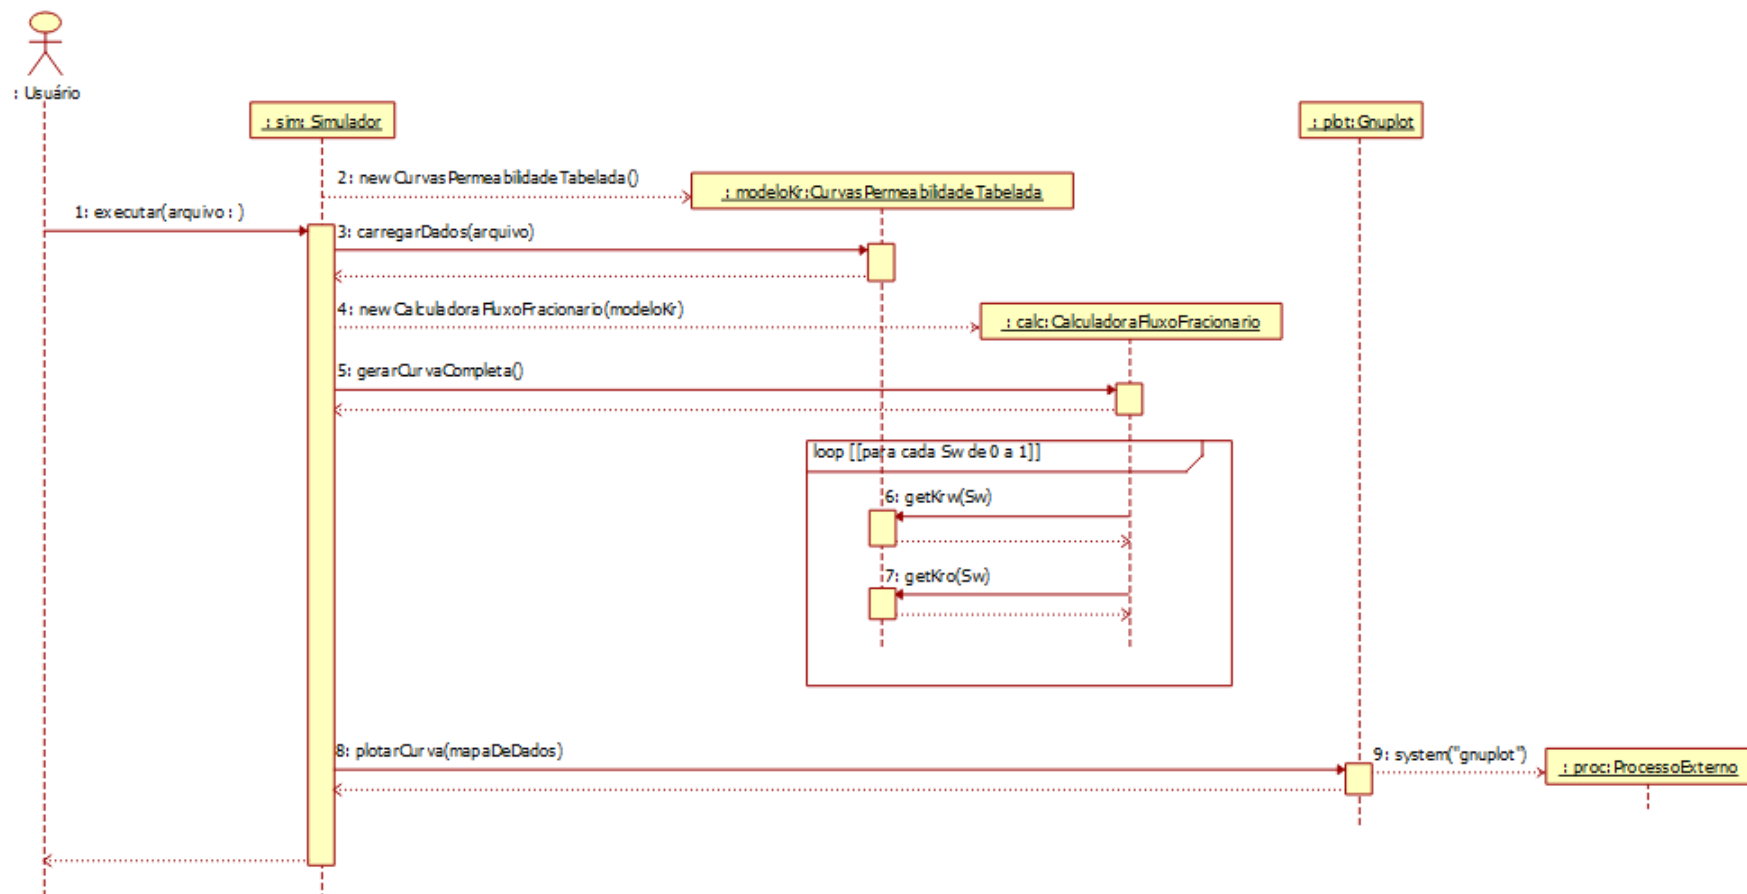 : Usuário
: sim: Simulador
: plot:Gnuplot
2: new CurvasPermeabilidadeTabelada()
: modeloKr:CurvasPermeabilidadeTabelada
1: executar(arquivo : )
3: carregarDados(arquivo)
4: new CalculadoraFluxoFracionario(modeloKr)
: calc:CalculadoraFluxoFracionario
5: gerarCurvaCompleta()
loop [[para cada Sw de 0 a 1]]
6: getKrw(Sw)
7: getKro(Sw)
8: plotarCurva(mapaDeDados)
9: system("gnuplot")
: proc:ProcessoExterno